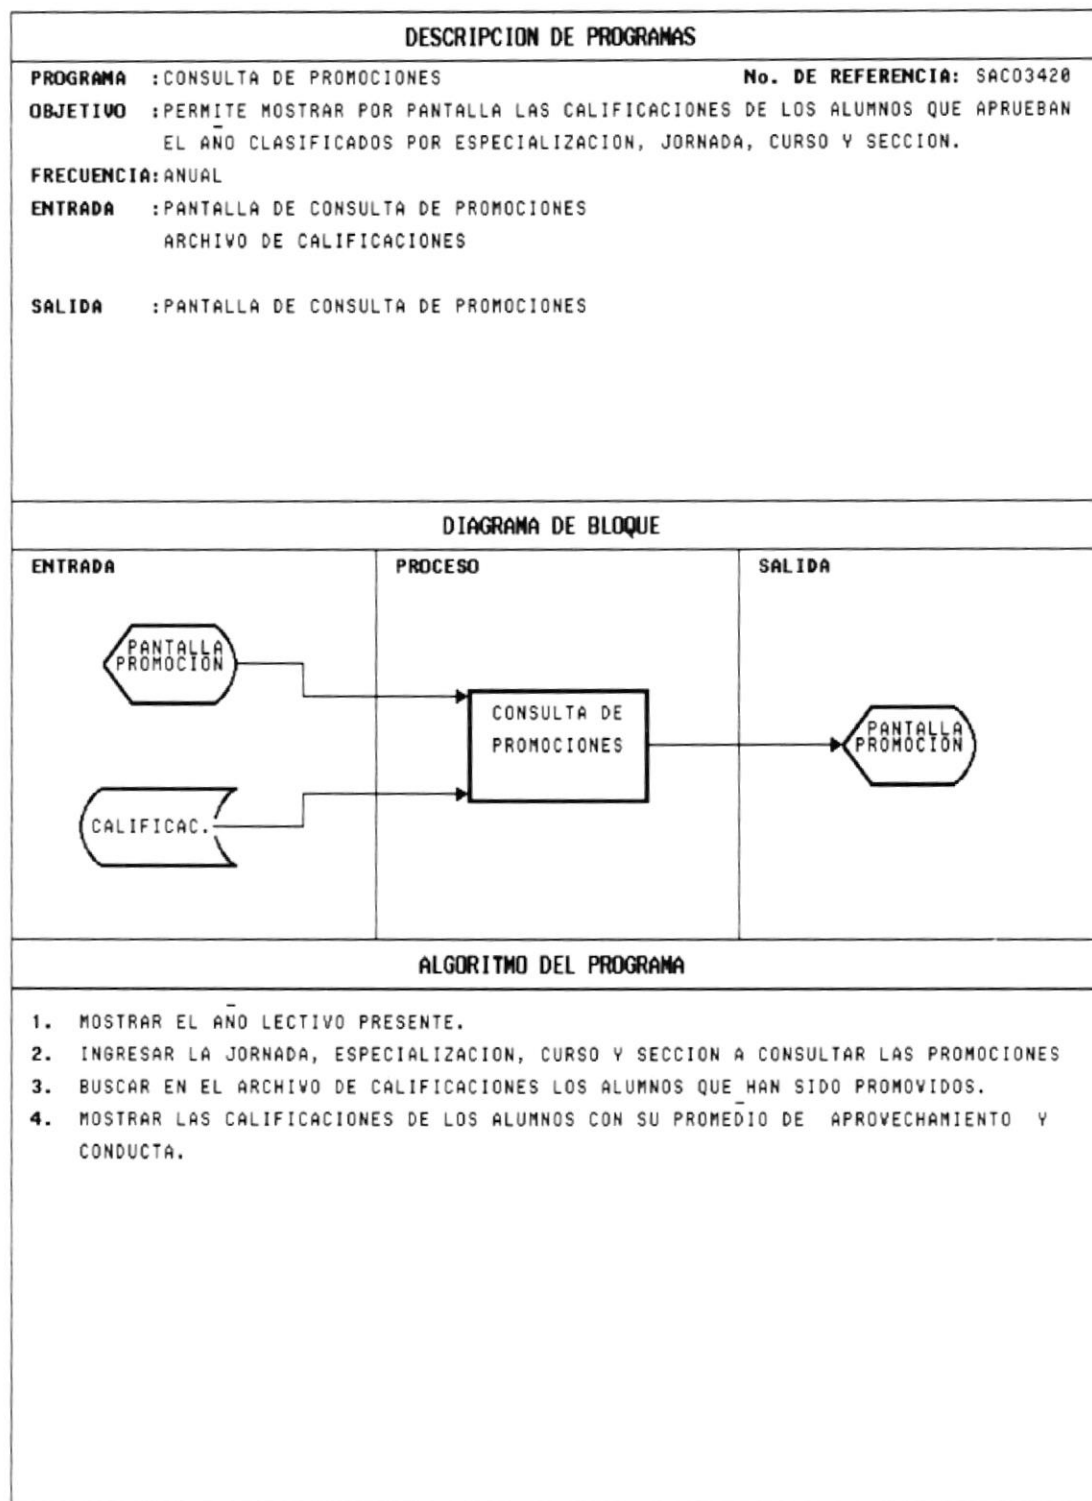 DESCRIPCION DE PROGRAMAS
PROGRAMA :CONSULTA DE PROMOCIONES No. DE REFERENCIA: SAC03420
OBJETIVO :PERMITE MOSTRAR POR PANTALLA LAS CALIFICACIONES DE LOS ALUMNOS QUE APRUEBAN
EL AÑO CLASIFICADOS POR ESPECIALIZACION, JORNADA, CURSO Y SECCION.
FRECUENCIA:ANUAL
ENTRADA :PANTALLA DE CONSULTA DE PROMOCIONES
ARCHIVO DE CALIFICACIONES
SALIDA :PANTALLA DE CONSULTA DE PROMOCIONES
DIAGRAMA DE BLOQUE
ENTRADA PROCESO SALIDA
PANTALLA
PROMOCION
CONSULTA DE
PROMOCIONES
PANTALLA
PROMOCION
CALIFICAC.
ALGORITMO DEL PROGRAMA
1. MOSTRAR EL AÑO LECTIVO PRESENTE.
2. INGRESAR LA JORNADA, ESPECIALIZACION, CURSO Y SECCION A CONSULTAR LAS PROMOCIONES
3. BUSCAR EN EL ARCHIVO DE CALIFICACIONES LOS ALUMNOS QUE HAN SIDO PROMOVIDOS.
4. MOSTRAR LAS CALIFICACIONES DE LOS ALUMNOS CON SU PROMEDIO DE APROVECHAMIENTO Y
CONDUCTA.